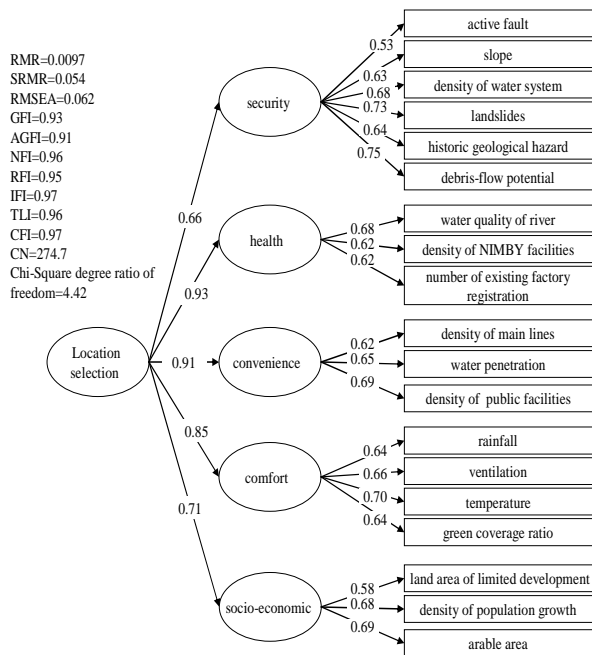 RMR=0.0097
SRMR=0.054
RMSEA=0.062
GFI=0.93
AGFI=0.91
NFI=0.96
RFI=0.95
IFI=0.97
TLI=0.96
CFI=0.97
CN=274.7
Chi-Square degree ratio of
freedom=4.42
Location
selection
0.66
0.93
0.91
0.85
0.71
security
0.53
0.63
0.68
0.73
0.64
0.75
active fault
slope
density of water system
landslides
historic geological hazard
debris-flow potential
health
0.68
0.62
0.62
water quality of river
density of NIMBY facilities
number of existing factory
registration
convenience
0.62
0.65
0.69
density of main lines
water penetration
density of public facilities
comfort
0.64
0.66
0.70
0.64
rainfall
ventilation
temperature
green coverage ratio
socio-economic
0.58
0.68
0.69
land area of limited development
density of population growth
arable area